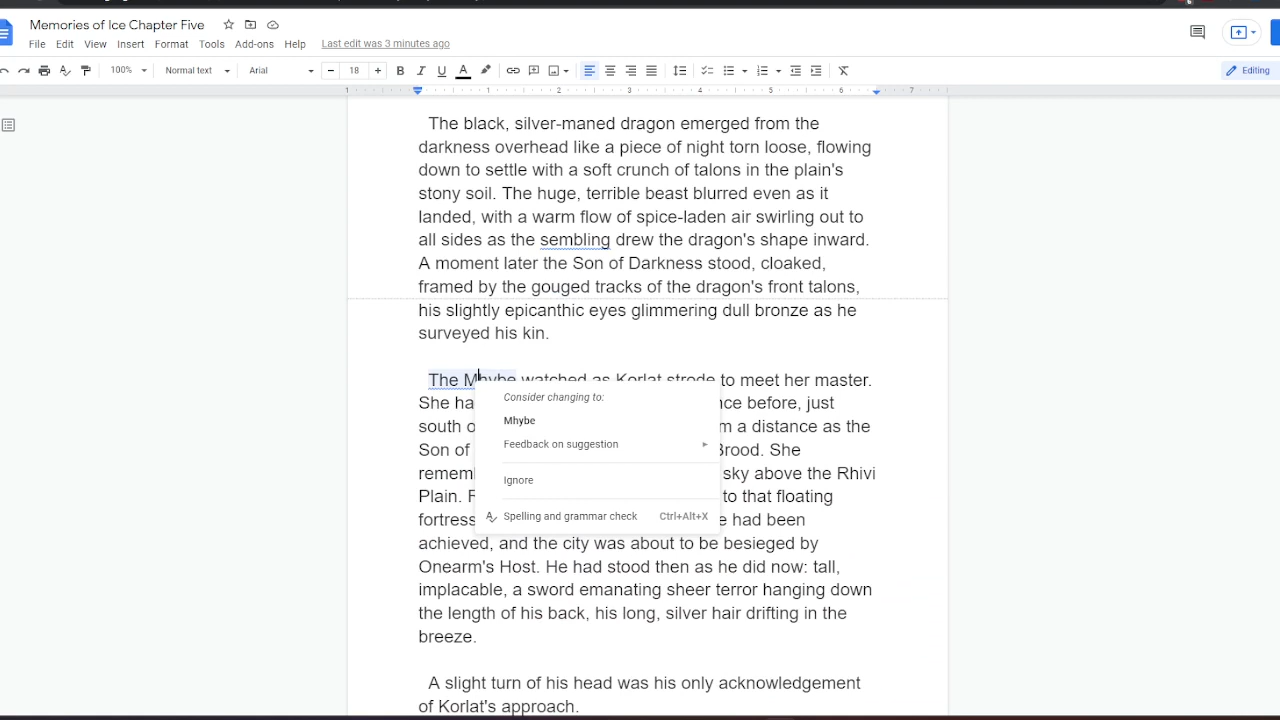 Memories of Ice Chapter Five
File Edit View Insert Format Tools Add-ons Help Last edit was 3 minutes ago
100% Normal text Arial 18 B I U A Editing
1 1 2 3 4 5 6 7
The black, silver-maned dragon emerged from the
darkness overhead like a piece of night torn loose, flowing
down to settle with a soft crunch of talons in the plain's
stony soil. The huge, terrible beast blurred even as it
landed, with a warm flow of spice-laden air swirling out to
all sides as the sembling drew the dragon's shape inward.
A moment later the Son of Darkness stood, cloaked,
framed by the gouged tracks of the dragon's front talons,
his slightly epicanthic eyes glimmering dull bronze as he
surveyed his kin.
The Mhybe watched as Korlat strode to meet her master.
She ha nce before, just
south o m a distance as the
Son of Brood. She
rememb sky above the Rhivi
Plain. to that floating
fortress e had been
achieved, and the city was about to be besieged by
Onearm's Host. He had stood then as he did now: tall,
implacable, a sword emanating sheer terror hanging down
the length of his back, his long, silver hair drifting in the
breeze.
A slight turn of his head was his only acknowledgement
of Korlat's approach.
Consider changing to:
Mhybe
Feedback on suggestion
Ignore
Spelling and grammar check Ctrl+Alt+X